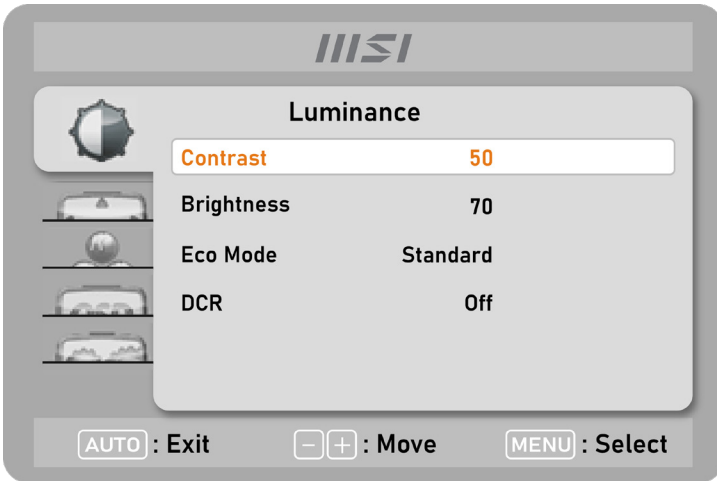 msi
Luminance
Contrast 50
Brightness 70
Eco Mode Standard
DCR Off
AUTO : Exit - + : Move MENU : Select